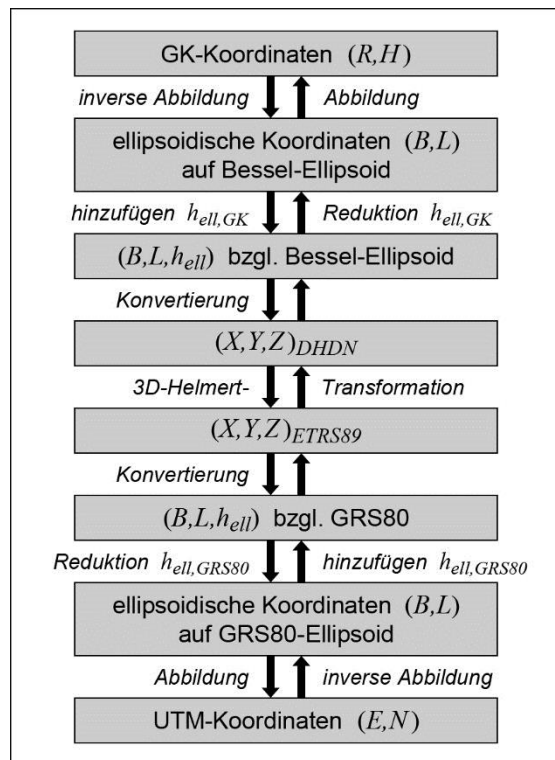 GK-Koordinaten (R,H)
inverse Abbildung Abbildung
ellipsoidische Koordinaten (B,L)
auf Bessel-Ellipsoid
hinzufügen h_ell,GK Reduktion h_ell,GK
(B,L,h_ell) bzgl. Bessel-Ellipsoid
Konvertierung
(X,Y,Z)_DHDN
3D-Helmert- Transformation
(X,Y,Z)_ETRS89
Konvertierung
(B,L,h_ell) bzgl. GRS80
Reduktion h_ell,GRS80 hinzufügen h_ell,GRS80
ellipsoidische Koordinaten (B,L)
auf GRS80-Ellipsoid
Abbildung inverse Abbildung
UTM-Koordinaten (E,N)